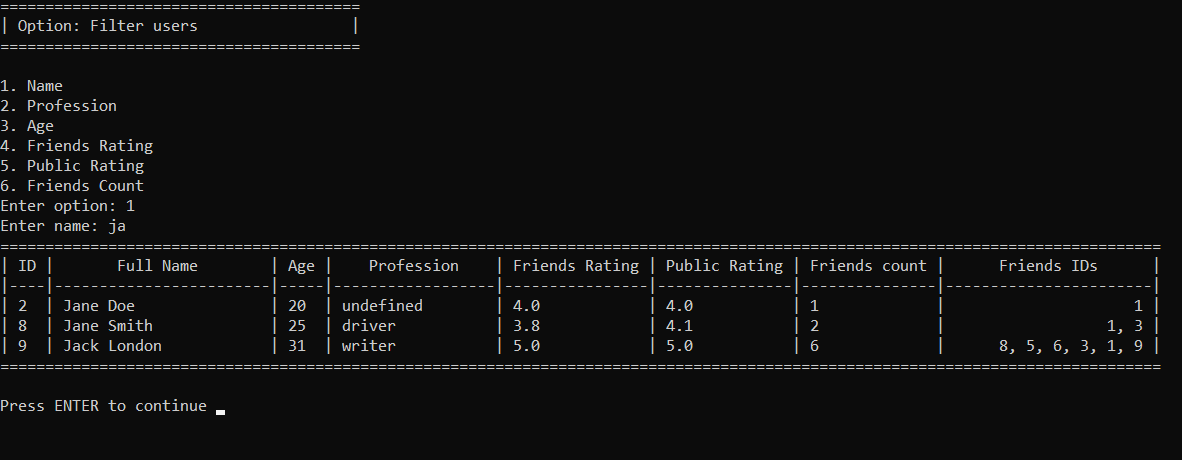 ========================================
| Option: Filter users                 |
========================================
1. Name
2. Profession
3. Age
4. Friends Rating
5. Public Rating
6. Friends Count
Enter option: 1
Enter name: ja
=================================================================================================================================
| ID |       Full Name        | Age |    Profession    | Friends Rating | Public Rating | Friends count |      Friends IDs      |
|----|------------------------|-----|------------------|----------------|---------------|---------------|-----------------------|
| 2  | Jane Doe               | 20  | undefined        | 4.0            | 4.0           | 1             |                     1 |
| 8  | Jane Smith             | 25  | driver           | 3.8            | 4.1           | 2             |                  1, 3 |
| 9  | Jack London            | 31  | writer           | 5.0            | 5.0           | 6             |      8, 5, 6, 3, 1, 9 |
=================================================================================================================================
Press ENTER to continue